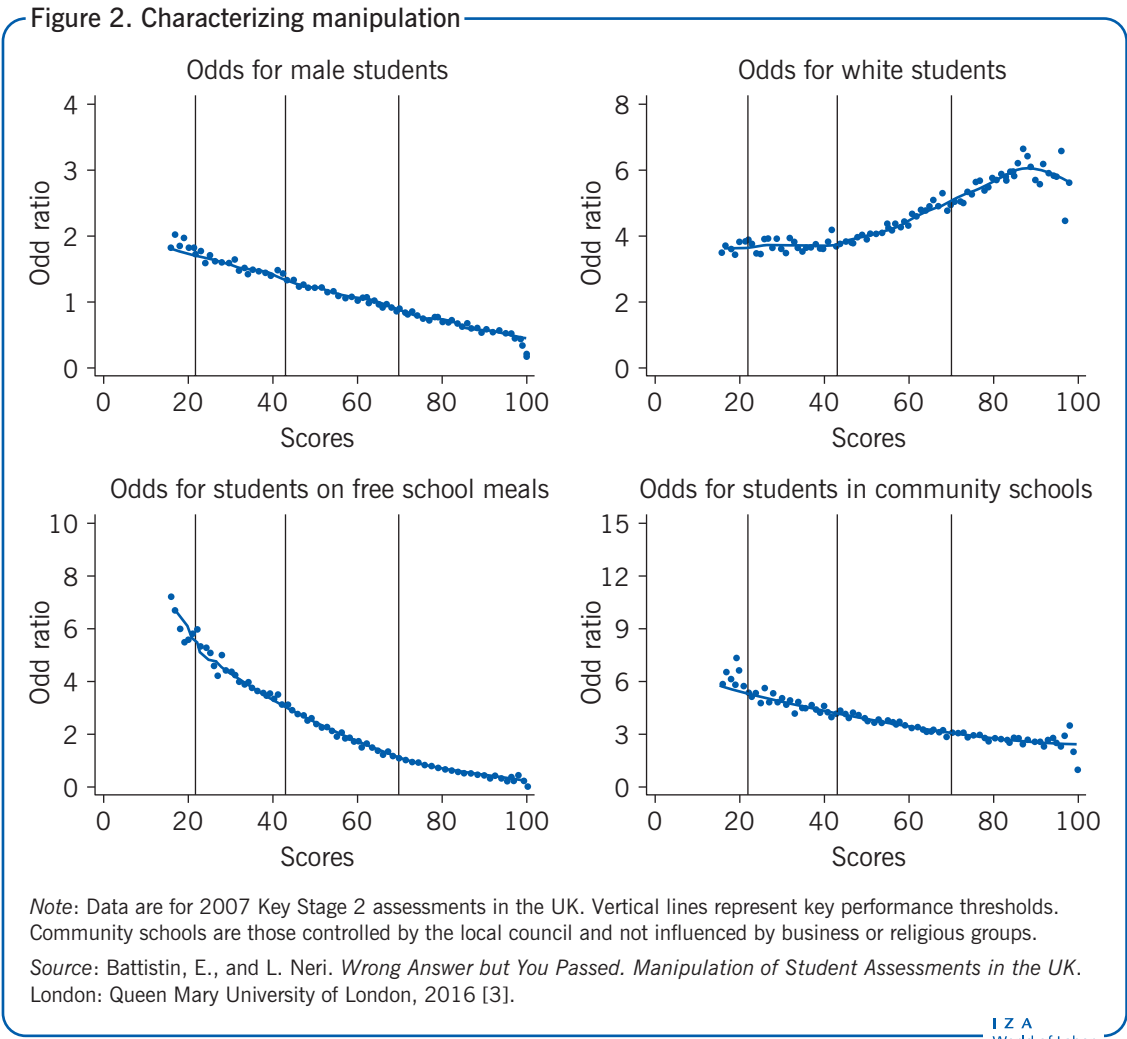 Figure 2. Characterizing manipulation
Odds for male students
4
3
2
1
0
Odd ratio
0 20 40 60 80 100
Scores
Odds for white students
8
6
4
2
0
Odd ratio
0 20 40 60 80 100
Scores
Odds for students on free school meals
10
8
6
4
2
0
Odd ratio
0 20 40 60 80 100
Scores
Odds for students in community schools
15
12
9
6
3
0
Odd ratio
0 20 40 60 80 100
Scores
Note: Data are for 2007 Key Stage 2 assessments in the UK. Vertical lines represent key performance thresholds.
Community schools are those controlled by the local council and not influenced by business or religious groups.
Source: Battistin, E., and L. Neri. Wrong Answer but You Passed. Manipulation of Student Assessments in the UK.
London: Queen Mary University of London, 2016 [3].
I Z A
World of Labor